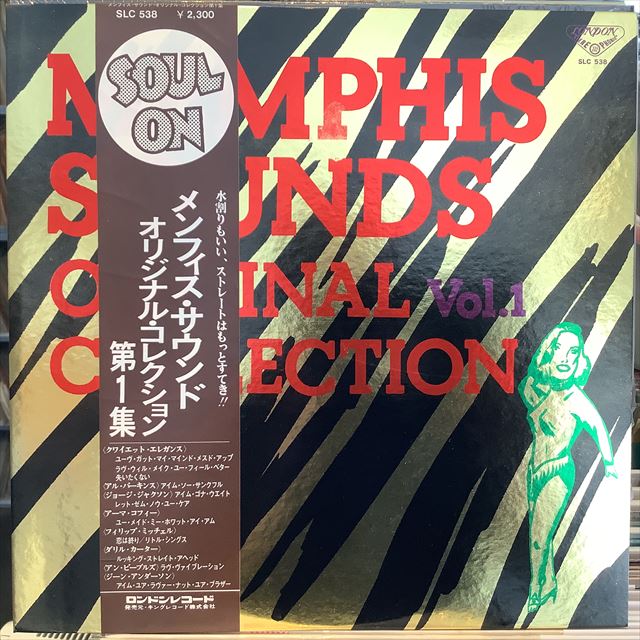 メンフィス・サウンド・オリジナル・コレクション第1集
SLC 538 ¥2,300
SOUL
ON
水割りもいい、ストレートはもっとすてき!!
メンフィス・サウンド
オリジナル・コレクション
第1集
〈クワイエット・エレガンス〉
ユーヴ・ガット・マイ・マインド・メスド・アップ
ラヴ・ウィル・メイク・ユー・フィール・ベター
失いたくない
〈アル・パーキンス〉アイム・ソー・サンクフル
〈ジョージ・ジャクソン〉アイム・ゴナ・ウエイト
レット・ゼム・ノウ・ユー・ケア
〈アーマ・コフィー〉
ユー・メイド・ミー・ホワット・アイ・アム
〈フィリップ・ミッチェル〉
恋は終り/リトル・シングス
〈ダリル・カーター〉
ルッキング・ストレイト・アヘッド
〈アン・ピーブルズ〉ラヴ・ヴァイブレーション
〈ジーン・アンダーソン〉
アイム・ユア・ラヴァー・ナット・ユア・ブラザー
ロンドンレコード
発売元・キングレコード株式会社
LONDON
SLC 538
M MPHIS
S UNDS
O INAL Vol.1
C LECTION